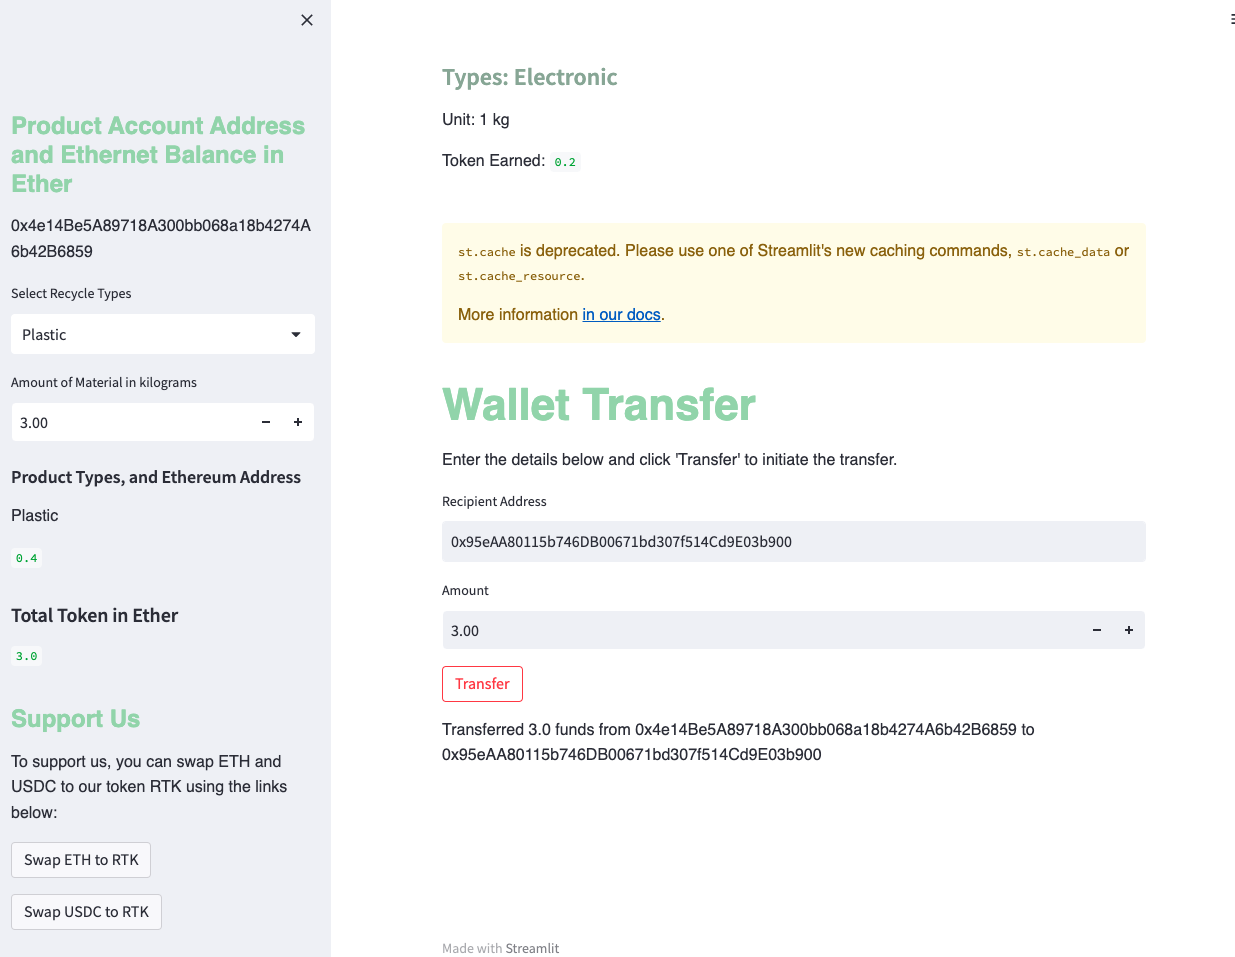 Product Account Address
and Ethernet Balance in
Ether
0x4e14Be5A89718A300bb068a18b4274A
6b42B6859
Select Recycle Types
Plastic
Amount of Material in kilograms
3.00
Product Types, and Ethereum Address
Plastic
0.4
Total Token in Ether
3.0
Support Us
To support us, you can swap ETH and
USDC to our token RTK using the links
below:
Swap ETH to RTK
Swap USDC to RTK
Types: Electronic
Unit: 1 kg
Token Earned: 0.2
st.cache is deprecated. Please use one of Streamlit's new caching commands, st.cache_data or
st.cache_resource.
More information in our docs.
Wallet Transfer
Enter the details below and click 'Transfer' to initiate the transfer.
Recipient Address
0x95eAA80115b746DB00671bd307f514Cd9E03b900
Amount
3.00
Transfer
Transferred 3.0 funds from 0x4e14Be5A89718A300bb068a18b4274A6b42B6859 to
0x95eAA80115b746DB00671bd307f514Cd9E03b900
Made with Streamlit